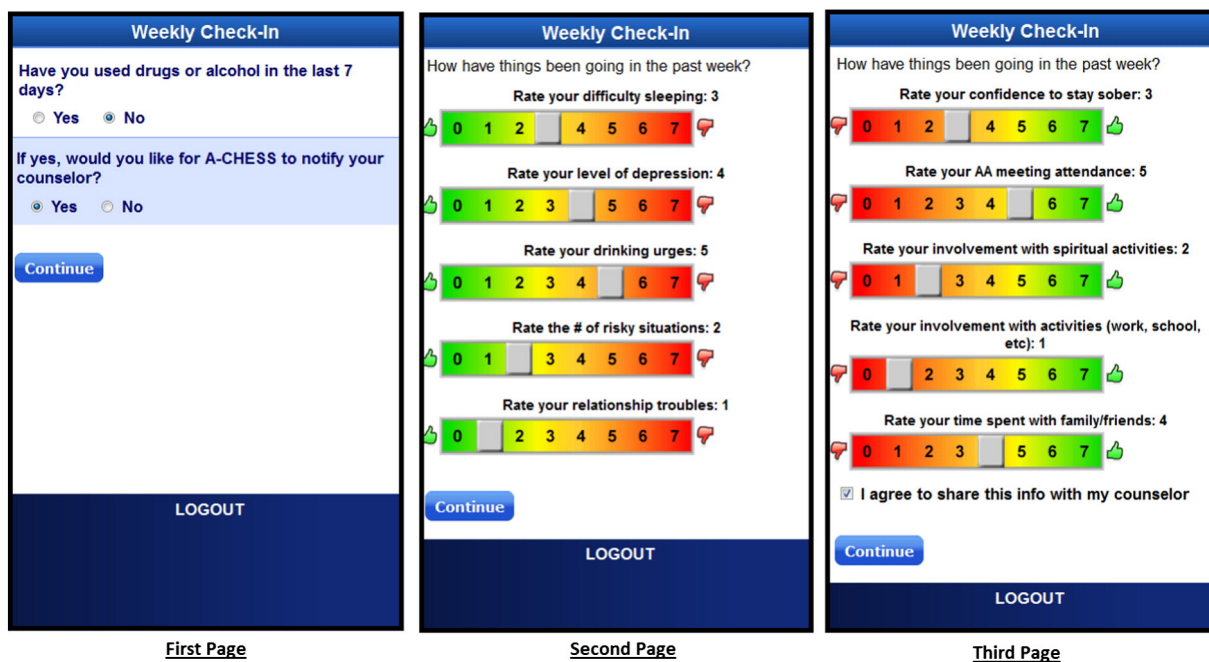 Weekly Check-In
Have you used drugs or alcohol in the last 7
days?
Yes No
If yes, would you like for A-CHESS to notify your
counselor?
Yes No
Continue
LOGOUT
First Page
Weekly Check-In
How have things been going in the past week?
Rate your difficulty sleeping: 3
0 1 2 4 5 6 7
Rate your level of depression: 4
0 1 2 3 5 6 7
Rate your drinking urges: 5
0 1 2 3 4 6 7
Rate the # of risky situations: 2
0 1 3 4 5 6 7
Rate your relationship troubles: 1
0 2 3 4 5 6 7
Continue
LOGOUT
Second Page
Weekly Check-In
How have things been going in the past week?
Rate your confidence to stay sober: 3
0 1 2 4 5 6 7
Rate your AA meeting attendance: 5
0 1 2 3 4 6 7
Rate your involvement with spiritual activities: 2
0 1 3 4 5 6 7
Rate your involvement with activities (work, school,
etc): 1
0 2 3 4 5 6 7
Rate your time spent with family/friends: 4
0 1 2 3 5 6 7
I agree to share this info with my counselor
Continue
LOGOUT
Third Page